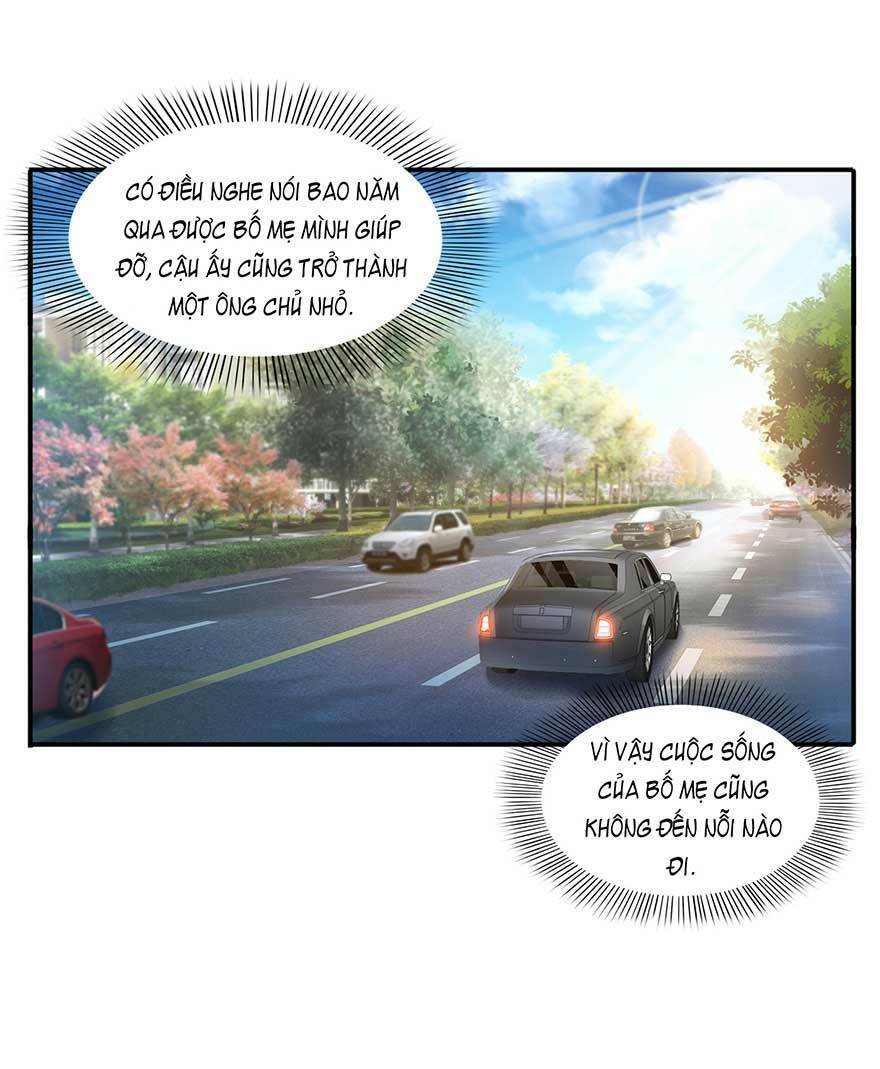 CÓ ĐIỀU NGHE NÓI BAO NĂM
QUA ĐƯỢC BỐ MẸ MÌNH GIÚP
ĐỠ, CẬU ẤY CŨNG TRỞ THÀNH
MỘT ÔNG CHỦ NHỎ.
VÌ VẬY CUỘC SỐNG
CỦA BỐ MẸ CŨNG
KHÔNG ĐẾN NỖI NÀO
ĐI.